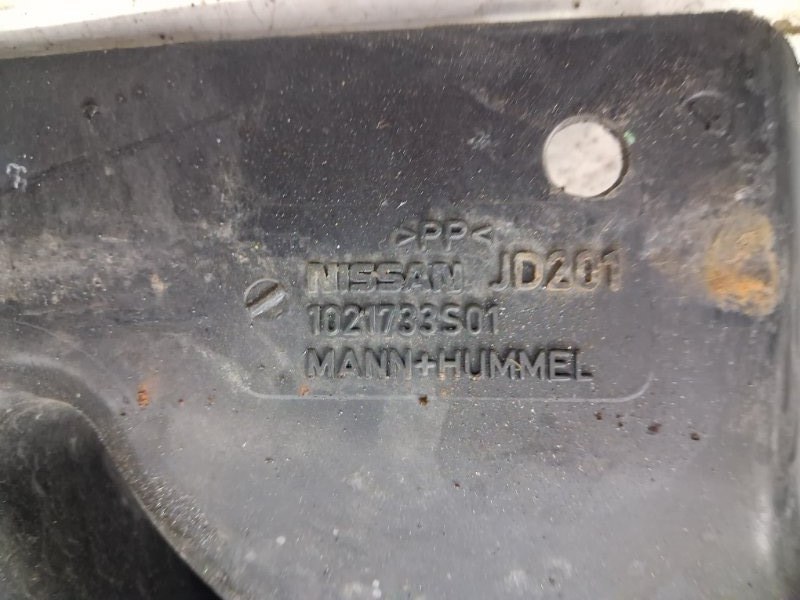 >PP<
NISSAN JD201
1021733S01
MANN+HUMMEL